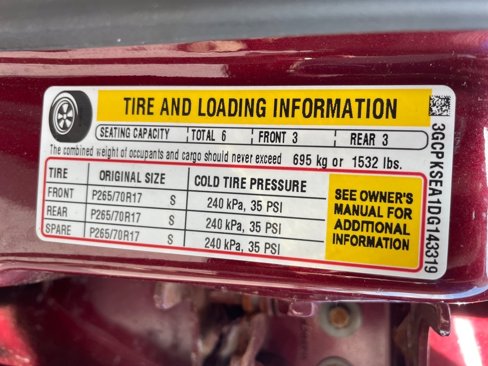 TIRE AND LOADING INFORMATION
SEATING CAPACITY TOTAL 6 FRONT 3 REAR 3
The combined weight of occupants and cargo should never exceed 695 kg or 1532 lbs.
TIRE ORIGINAL SIZE COLD TIRE PRESSURE
FRONT P265/70R17 S 240 kPa, 35 PSI
REAR P265/70R17 S 240 kPa, 35 PSI
SPARE P265/70R17 S 240 kPa, 35 PSI
SEE OWNER'S
MANUAL FOR
ADDITIONAL
INFORMATION
3GCPKSEA1DG143319